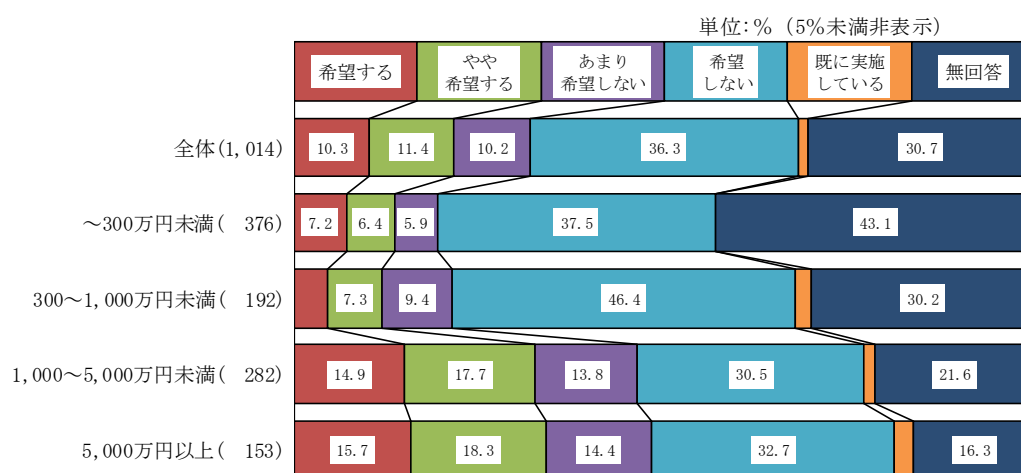 単位：％（5％未満非表示）
希望する
やや
希望する
あまり
希望しない
希望
しない
既に実施
している
無回答
全体(1,014)
10.3 11.4 10.2 36.3 30.7
～300万円未満( 376)
7.2 6.4 5.9 37.5 43.1
300～1,000万円未満( 192)
7.3 9.4 46.4 30.2
1,000～5,000万円未満( 282)
14.9 17.7 13.8 30.5 21.6
5,000万円以上( 153)
15.7 18.3 14.4 32.7 16.3